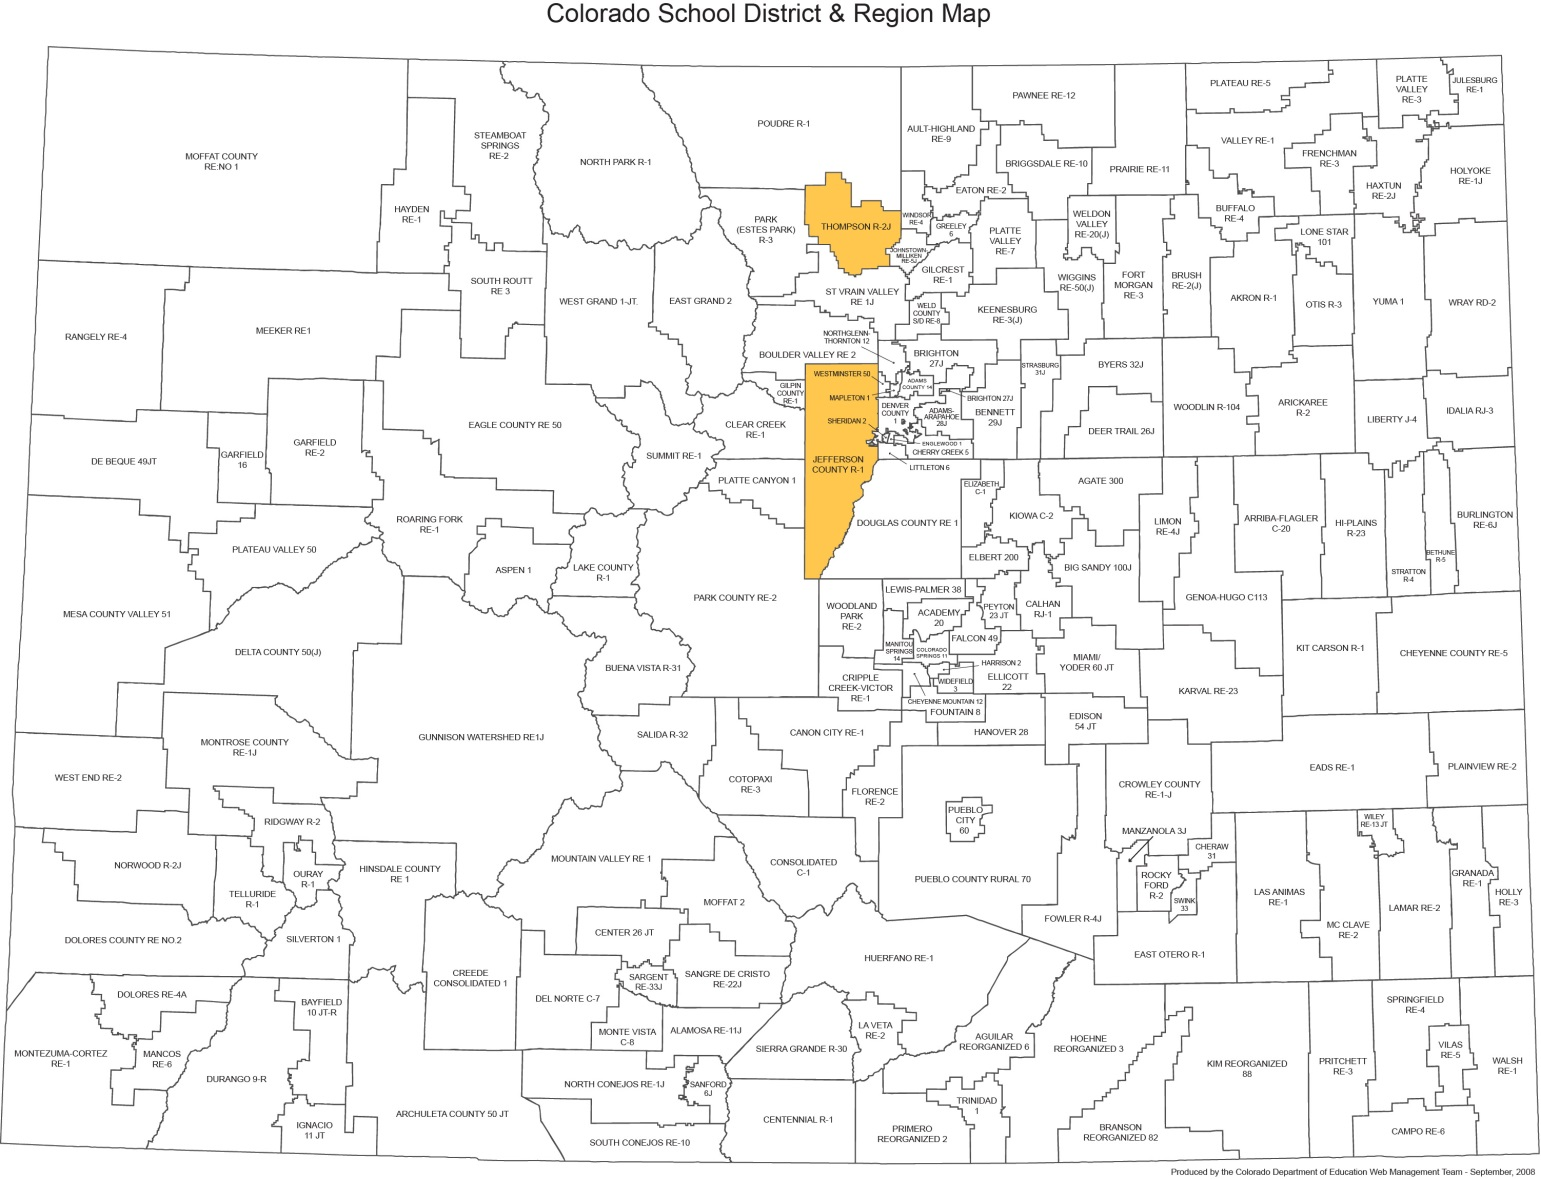 Colorado School District & Region Map
PLATEAU RE-5
PLATTE
VALLEY
RE-3
JULESBURG
RE-1
PAWNEE RE-12
POUDRE R-1
AULT-HIGHLAND
RE-9
STEAMBOAT
SPRINGS
RE-2
VALLEY RE-1
MOFFAT COUNTY
RE:NO 1
NORTH PARK R-1
BRIGGSDALE RE-10
PRAIRIE RE-11
FRENCHMAN
RE-3
HOLYOKE
RE-1J
HAXTUN
RE-2J
EATON RE-2
HAYDEN
RE-1
PARK
(ESTES PARK)
R-3
THOMPSON R-2J
WINDSOR
RE-4
GREELEY
6
PLATTE
VALLEY
RE-7
WELDON
VALLEY
RE-20(J)
BUFFALO
RE-4
LONE STAR
101
JOHNSTOWN-
MILLIKEN
RE-5J
GILCREST
RE-1
SOUTH ROUTT
RE 3
WEST GRAND 1-JT.
EAST GRAND 2
ST VRAIN VALLEY
RE 1J
WIGGINS
RE-50(J)
FORT
MORGAN
RE-3
BRUSH
RE-2(J)
AKRON R-1
OTIS R-3
YUMA 1
WRAY RD-2
WELD
COUNTY
S/D RE-8
KEENESBURG
RE-3(J)
RANGELY RE-4
MEEKER RE1
NORTHGLENN-
THORNTON 12
BOULDER VALLEY RE 2
BRIGHTON
27J
STRASBURG
31J
BYERS 32J
WESTMINSTER 50
ADAMS
COUNTY 14
GILPIN
COUNTY
RE-1
MAPLETON 1
BRIGHTON 27J
DENVER
COUNTY
1
ADAMS-
ARAPAHOE
28J
BENNETT
29J
WOODLIN R-104
ARICKAREE
R-2
LIBERTY J-4
IDALIA RJ-3
SHERIDAN 2
CLEAR CREEK
RE-1
EAGLE COUNTY RE 50
DEER TRAIL 26J
ENGLEWOOD 1
CHERRY CREEK 5
GARFIELD
RE-2
GARFIELD
16
DE BEQUE 49JT
SUMMIT RE-1
JEFFERSON
COUNTY R-1
LITTLETON 6
PLATTE CANYON 1
ELIZABETH
C-1
AGATE 300
KIOWA C-2
DOUGLAS COUNTY RE 1
LIMON
RE-4J
ARRIBA-FLAGLER
C-20
HI-PLAINS
R-23
BURLINGTON
RE-6J
ROARING FORK
RE-1
PLATEAU VALLEY 50
ELBERT 200
BETHUNE
R-5
STRATTON
R-4
ASPEN 1
LAKE COUNTY
R-1
BIG SANDY 100J
LEWIS-PALMER 38
PARK COUNTY RE-2
GENOA-HUGO C113
MESA COUNTY VALLEY 51
WOODLAND
PARK
RE-2
ACADEMY
20
PEYTON
23 JT
CALHAN
RJ-1
FALCON 49
DELTA COUNTY 50(J)
MANITOU
SPRINGS
14
COLORADO
SPRINGS 11
KIT CARSON R-1
CHEYENNE COUNTY RE-5
BUENA VISTA R-31
MIAMI/
YODER 60 JT
HARRISON 2
CRIPPLE
CREEK-VICTOR
RE-1
WIDEFIELD
3
ELLICOTT
22
KARVAL RE-23
CHEYENNE MOUNTAIN 12
FOUNTAIN 8
EDISON
54 JT
GUNNISON WATERSHED RE1J
SALIDA R-32
CANON CITY RE-1
HANOVER 28
MONTROSE COUNTY
RE-1J
WEST END RE-2
COTOPAXI
RE-3
FLORENCE
RE-2
CROWLEY COUNTY
RE-1-J
EADS RE-1
PLAINVIEW RE-2
PUEBLO
CITY
60
RIDGWAY R-2
WILEY
RE-13 JT
MANZANOLA 3J
CHERAW
31
NORWOOD R-2J
MOUNTAIN VALLEY RE 1
CONSOLIDATED
C-1
OURAY
R-1
HINSDALE COUNTY
RE 1
PUEBLO COUNTY RURAL 70
ROCKY
FORD
R-2
GRANADA
RE-1
TELLURIDE
R-1
MOFFAT 2
SWINK
33
LAS ANIMAS
RE-1
HOLLY
RE-3
LAMAR RE-2
FOWLER R-4J
MC CLAVE
RE-2
CENTER 26 JT
DOLORES COUNTY RE NO.2
SILVERTON 1
EAST OTERO R-1
HUERFANO RE-1
CREEDE
CONSOLIDATED 1
SARGENT
RE-33J
SANGRE DE CRISTO
RE-22J
DOLORES RE-4A
DEL NORTE C-7
BAYFIELD
10 JT-R
SPRINGFIELD
RE-4
MONTE VISTA
C-8
ALAMOSA RE-11J
LA VETA
RE-2
AGUILAR
REORGANIZED 6
HOEHNE
REORGANIZED 3
SIERRA GRANDE R-30
VILAS
RE-5
MONTEZUMA-CORTEZ
RE-1
MANCOS
RE-6
KIM REORGANIZED
88
PRITCHETT
RE-3
WALSH
RE-1
DURANGO 9-R
NORTH CONEJOS RE-1J
SANFORD
6J
TRINIDAD
1
ARCHULETA COUNTY 50 JT
CENTENNIAL R-1
IGNACIO
11 JT
PRIMERO
REORGANIZED 2
BRANSON
REORGANIZED 82
CAMPO RE-6
SOUTH CONEJOS RE-10
Produced by the Colorado Department of Education Web Management Team - September, 2008